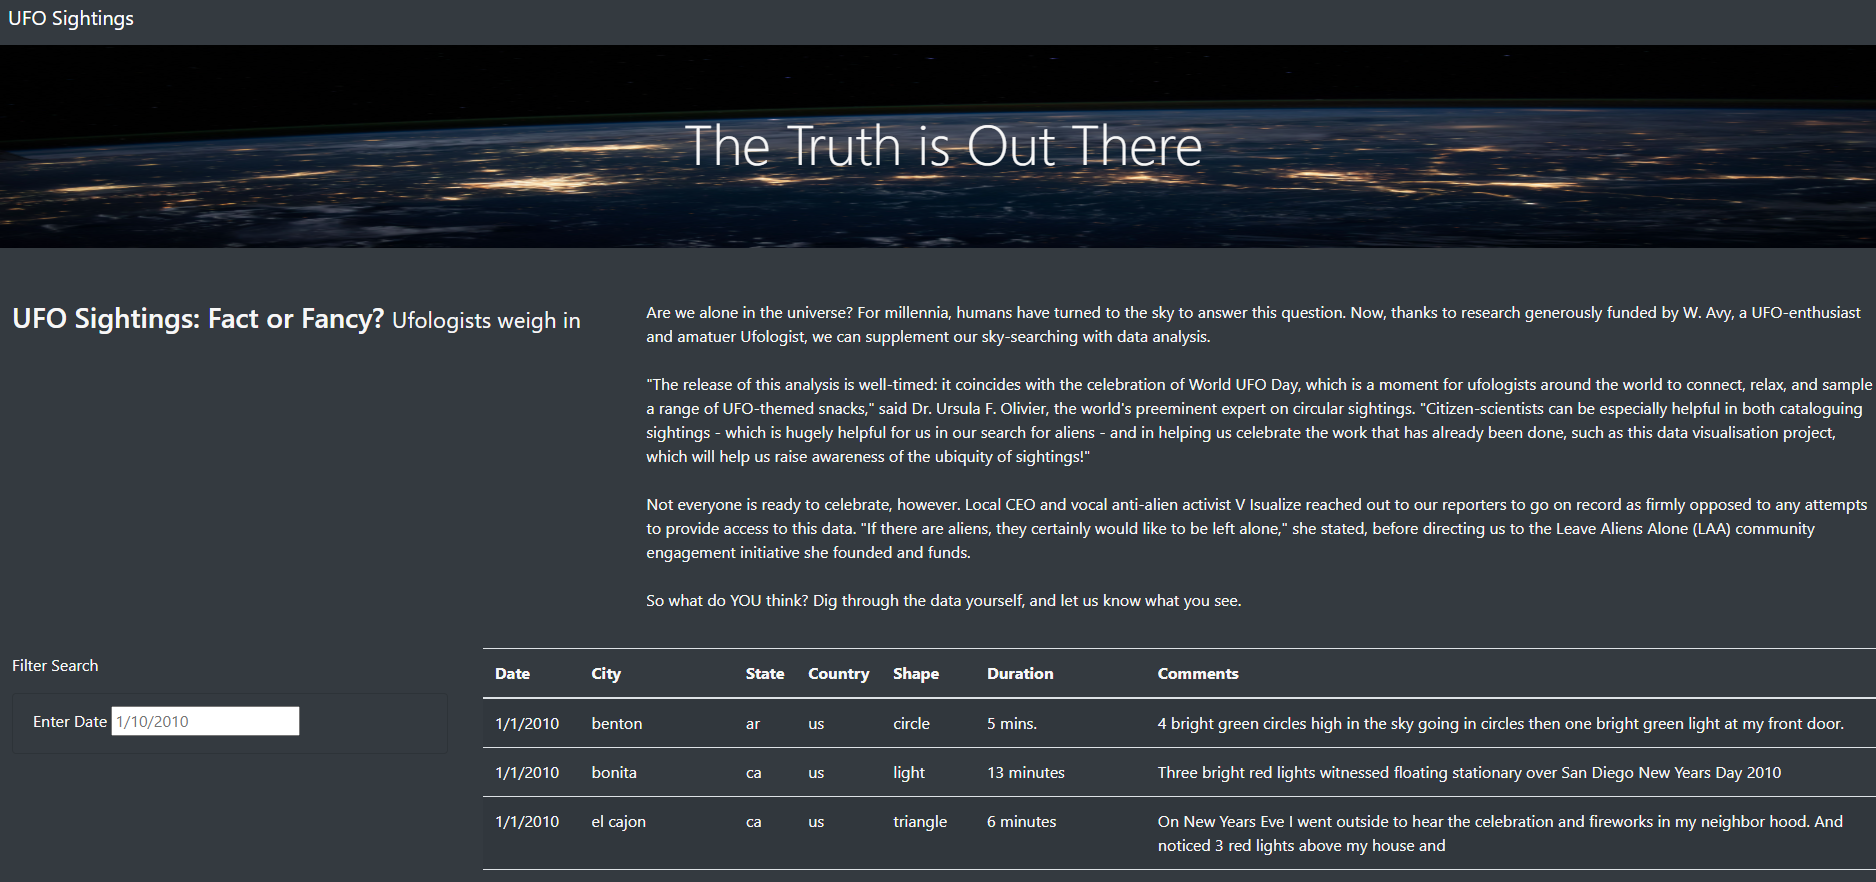 UFO Sightings
The Truth is Out There
UFO Sightings: Fact or Fancy? Ufologists weigh in
Are we alone in the universe? For millennia, humans have turned to the sky to answer this question. Now, thanks to research generously funded by W. Avy, a UFO-enthusiast
and amatuer Ufologist, we can supplement our sky-searching with data analysis.
"The release of this analysis is well-timed: it coincides with the celebration of World UFO Day, which is a moment for ufologists around the world to connect, relax, and sample
a range of UFO-themed snacks," said Dr. Ursula F. Olivier, the world's preeminent expert on circular sightings. "Citizen-scientists can be especially helpful in both cataloguing
sightings - which is hugely helpful for us in our search for aliens - and in helping us celebrate the work that has already been done, such as this data visualisation project,
which will help us raise awareness of the ubiquity of sightings!"
Not everyone is ready to celebrate, however. Local CEO and vocal anti-alien activist V Isualize reached out to our reporters to go on record as firmly opposed to any attempts
to provide access to this data. "If there are aliens, they certainly would like to be left alone," she stated, before directing us to the Leave Aliens Alone (LAA) community
engagement initiative she founded and funds.
So what do YOU think? Dig through the data yourself, and let us know what you see.
Filter Search
Enter Date 1/10/2010
Date City State Country Shape Duration Comments
1/1/2010 benton ar us circle 5 mins. 4 bright green circles high in the sky going in circles then one bright green light at my front door.
1/1/2010 bonita ca us light 13 minutes Three bright red lights witnessed floating stationary over San Diego New Years Day 2010
1/1/2010 el cajon ca us triangle 6 minutes On New Years Eve I went outside to hear the celebration and fireworks in my neighbor hood. And
noticed 3 red lights above my house and